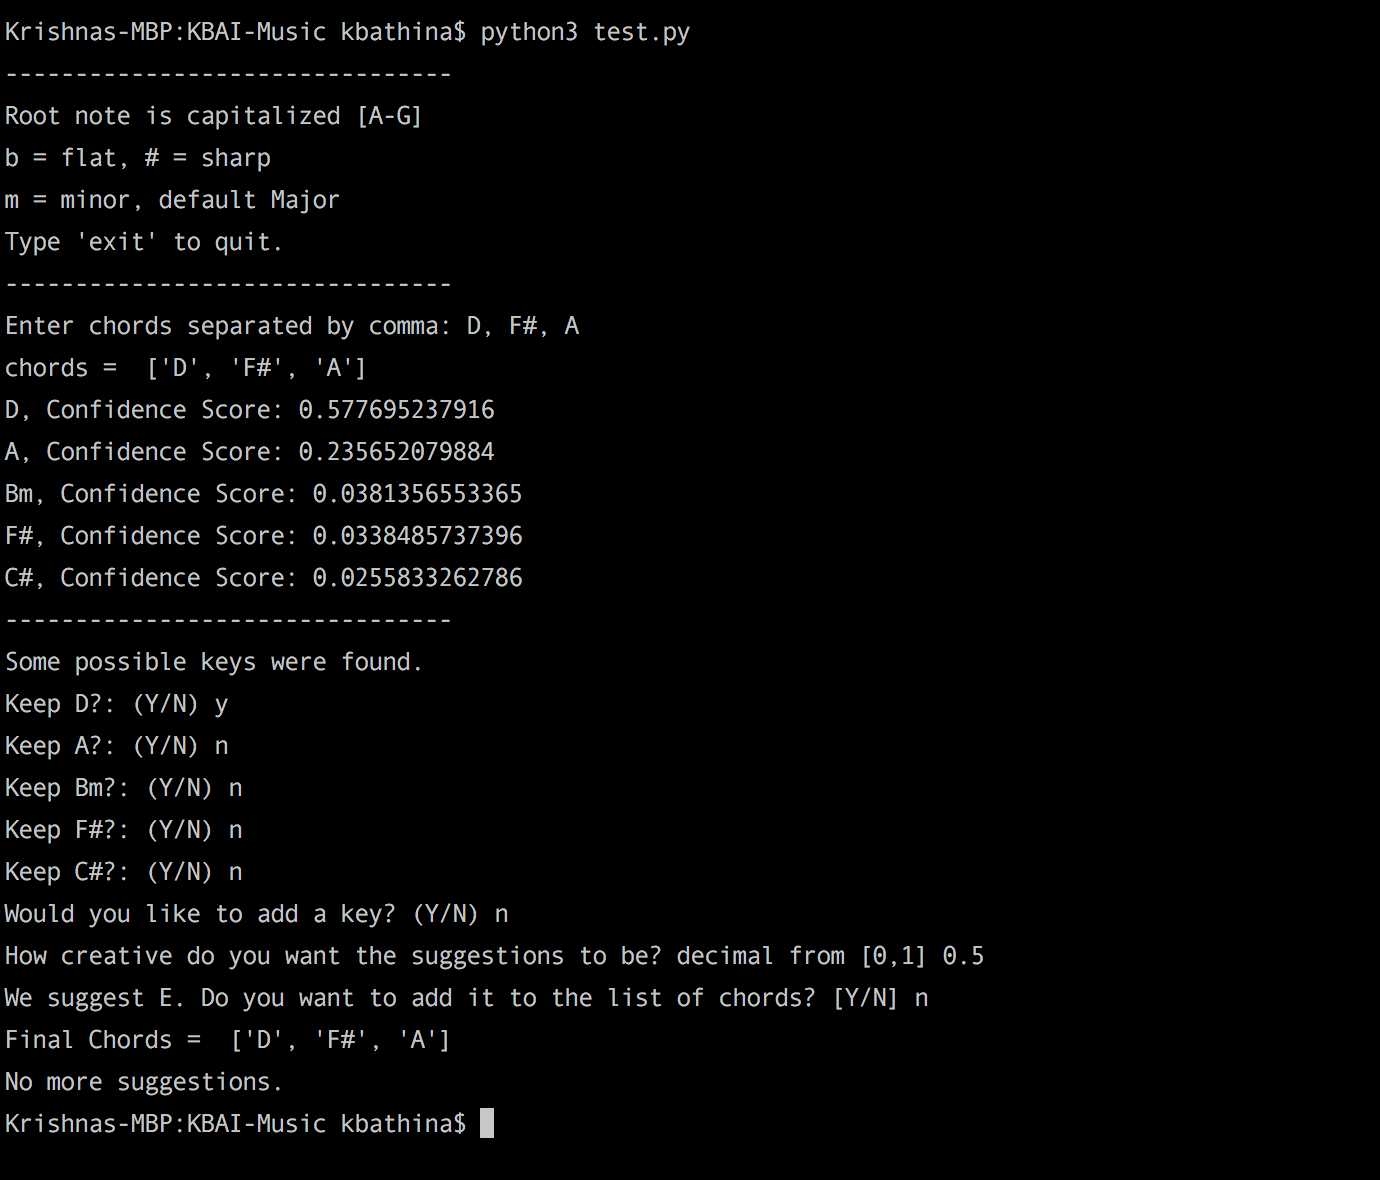 Krishnas-MBP:KBAI-Music kbathina$ python3 test.py
--------------------------------
Root note is capitalized [A-G]
b = flat, # = sharp
m = minor, default Major
Type 'exit' to quit.
--------------------------------
Enter chords separated by comma: D, F#, A
chords =  ['D', 'F#', 'A']
D, Confidence Score: 0.577695237916
A, Confidence Score: 0.235652079884
Bm, Confidence Score: 0.0381356553365
F#, Confidence Score: 0.0338485737396
C#, Confidence Score: 0.0255833262786
--------------------------------
Some possible keys were found.
Keep D?: (Y/N) y
Keep A?: (Y/N) n
Keep Bm?: (Y/N) n
Keep F#?: (Y/N) n
Keep C#?: (Y/N) n
Would you like to add a key? (Y/N) n
How creative do you want the suggestions to be? decimal from [0,1] 0.5
We suggest E. Do you want to add it to the list of chords? [Y/N] n
Final Chords =  ['D', 'F#', 'A']
No more suggestions.
Krishnas-MBP:KBAI-Music kbathina$